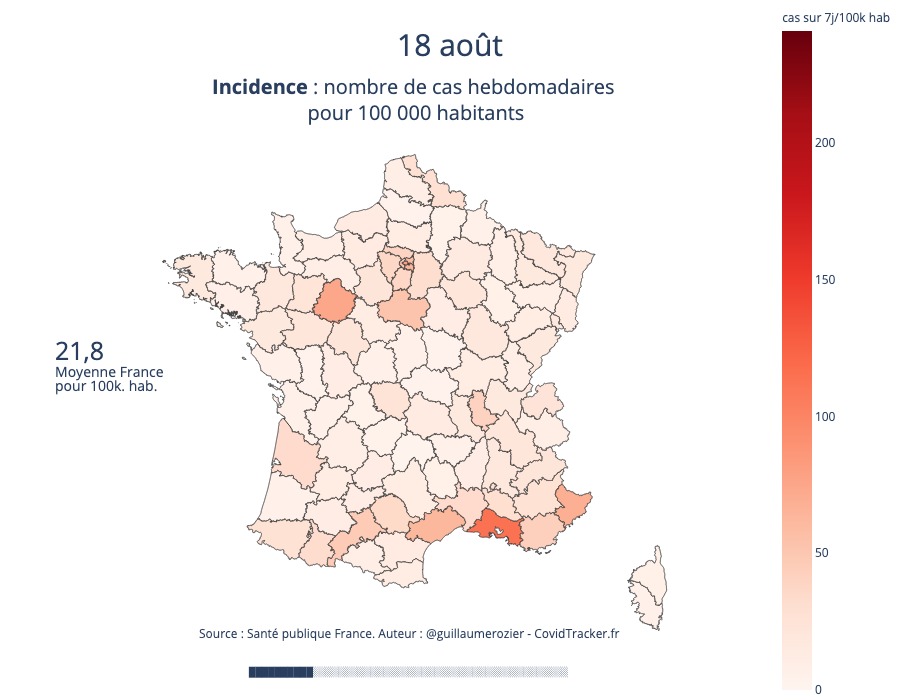 cas sur 7j/100k hab
18 août
Incidence : nombre de cas hebdomadaires
pour 100 000 habitants
200
150
21,8
Moyenne France
pour 100k. hab.
100
50
Source : Santé publique France. Auteur : @guillaumerozier - CovidTracker.fr
0